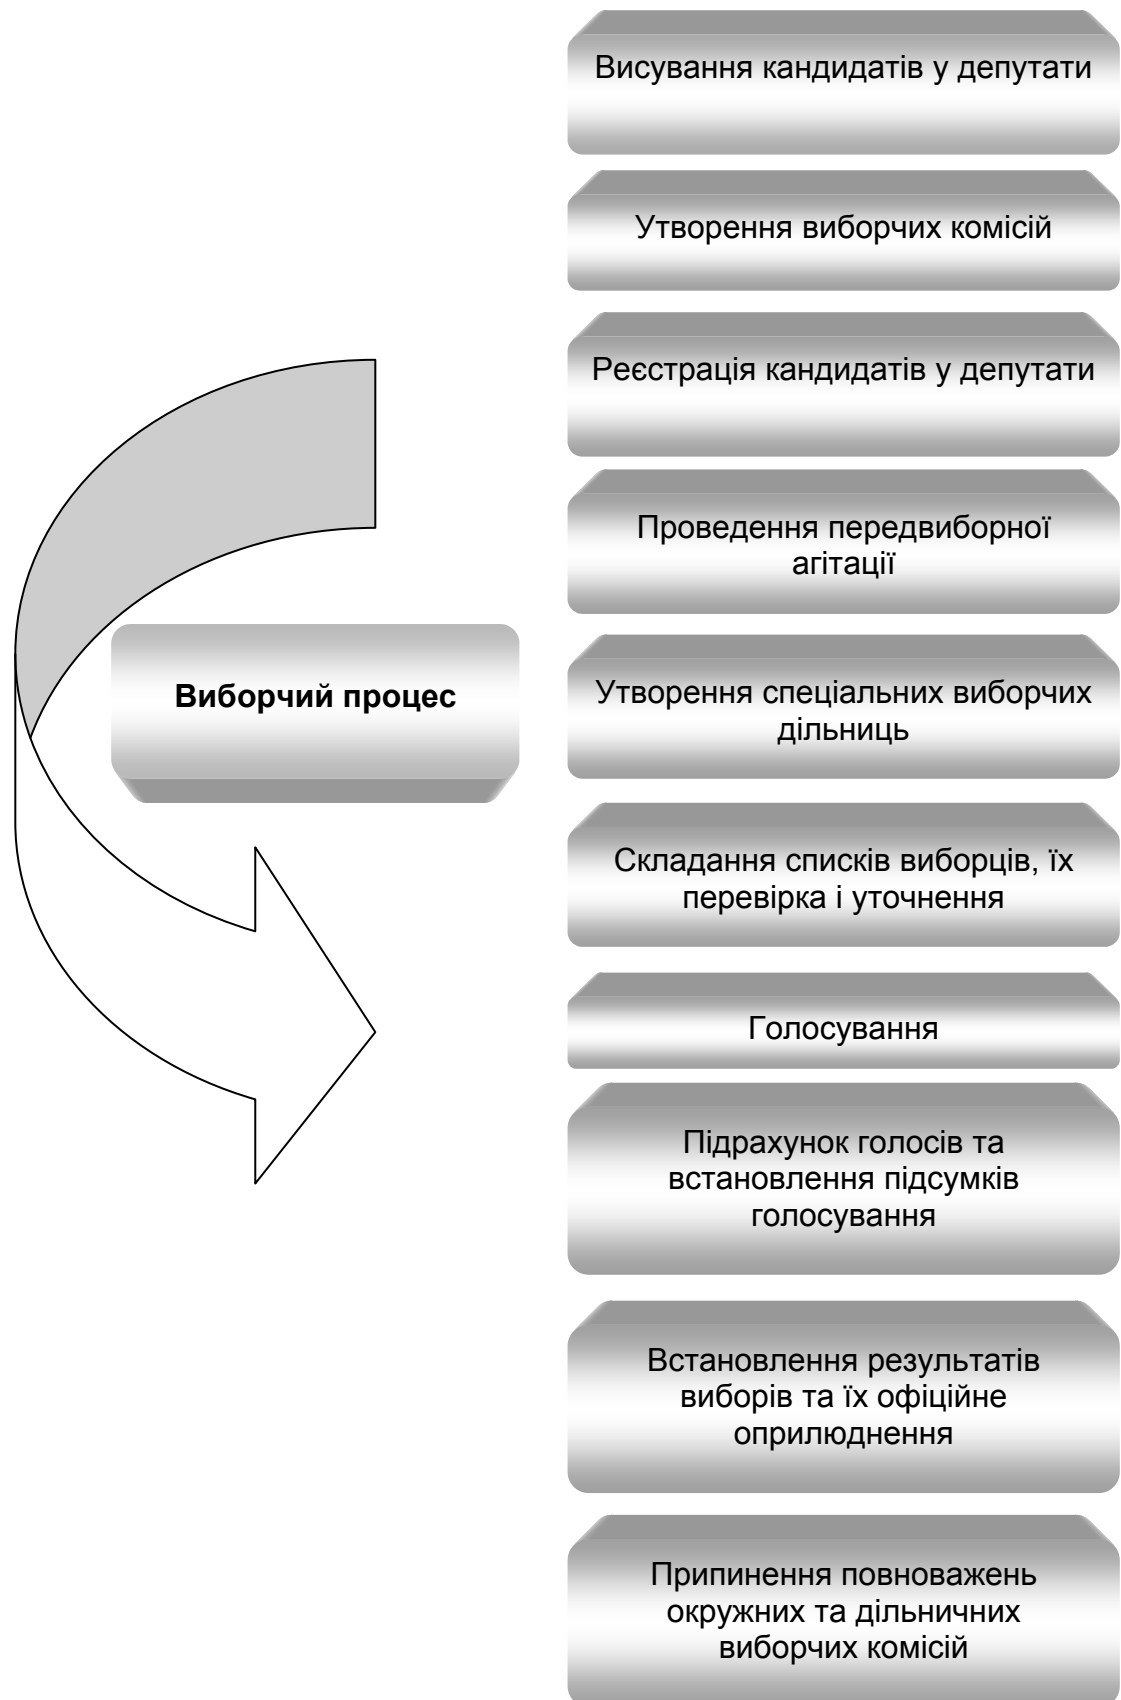 Висування кандидатів у депутати
Утворення виборчих комісій
Реєстрація кандидатів у депутати
Проведення передвиборної
агітації
Виборчий процес
Утворення спеціальних виборчих
дільниць
Складання списків виборців, їх
перевірка і уточнення
Голосування
Підрахунок голосів та
встановлення підсумків
голосування
Встановлення результатів
виборів та їх офіційне
оприлюднення
Припинення повноважень
окружних та дільничних
виборчих комісій